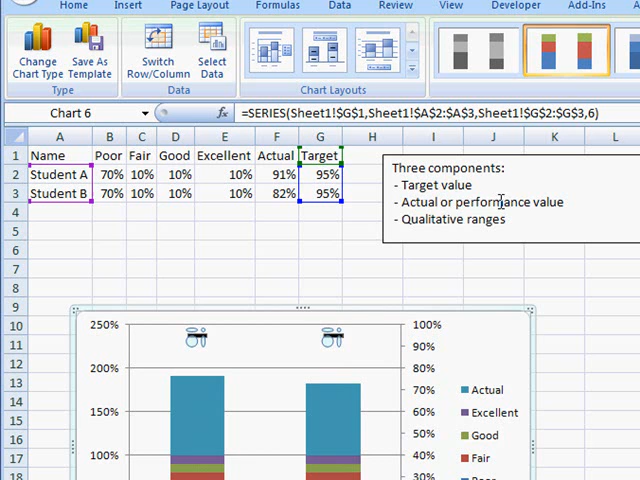 Home Insert Page Layout Formulas Data Review View Developer Add-Ins
Change Chart Type
Save As Template
Switch Row/Column
Select Data
Type Data Chart Layouts
Chart 6 fx =SERIES(Sheet1!$G$1,Sheet1!$A$2:$A$3,Sheet1!$G$2:$G$3,6)
A B C D E F G H I J K L
1 Name Poor Fair Good Excellent Actual Target
2 Student A 70% 10% 10% 10% 91% 95%
3 Student B 70% 10% 10% 10% 82% 95%
4
5
6
7
8
9
10
11
12
13
14
15
16
17
18
Three components:
- Target value
- Actual or performance value
- Qualitative ranges
250%
200%
150%
100%
100%
90%
80%
70%
60%
50%
40%
30%
Actual
Excellent
Good
Fair